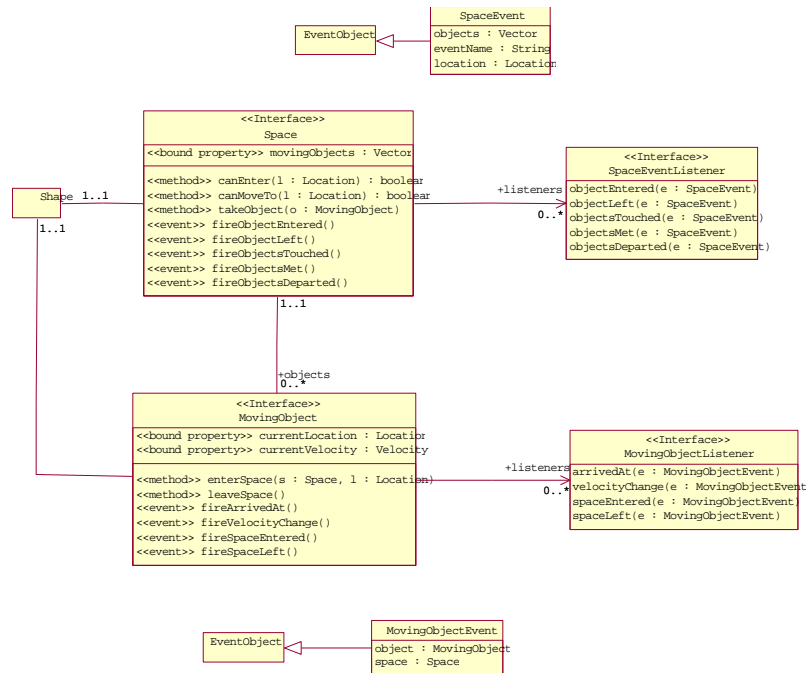 SpaceEvent
EventObject
objects : Vector
eventName : String
location : Location
<<Interface>>
Space
<<bound property>> movingObjects : Vector
<<method>> canEnter(l : Location) : boolear
<<method>> canMoveTo(l : Location) : boolear
<<method>> takeObject(o : MovingObject)
<<event>> fireObjectEntered()
<<event>> fireObjectLeft()
<<event>> fireObjectsTouched()
<<event>> fireObjectsMet()
<<event>> fireObjectsDeparted()
<<Interface>>
SpaceEventListener
objectEntered(e : SpaceEvent)
objectLeft(e : SpaceEvent)
objectsTouched(e : SpaceEvent)
objectsMet(e : SpaceEvent)
objectsDeparted(e : SpaceEvent)
+listeners
0..*
Shape
1..1
1..1
1..1
+objects
0..*
<<Interface>>
MovingObject
<<bound property>> currentLocation : Location
<<bound property>> currentVelocity : Velocity
<<method>> enterSpace(s : Space, l : Location)
<<method>> leaveSpace()
<<event>> fireArrivedAt()
<<event>> fireVelocityChange()
<<event>> fireSpaceEntered()
<<event>> fireSpaceLeft()
+listeners
0..*
<<Interface>>
MovingObjectListener
arrivedAt(e : MovingObjectEvent)
velocityChange(e : MovingObjectEvent
spaceEntered(e : MovingObjectEvent)
spaceLeft(e : MovingObjectEvent)
EventObject
MovingObjectEvent
object : MovingObject
space : Space